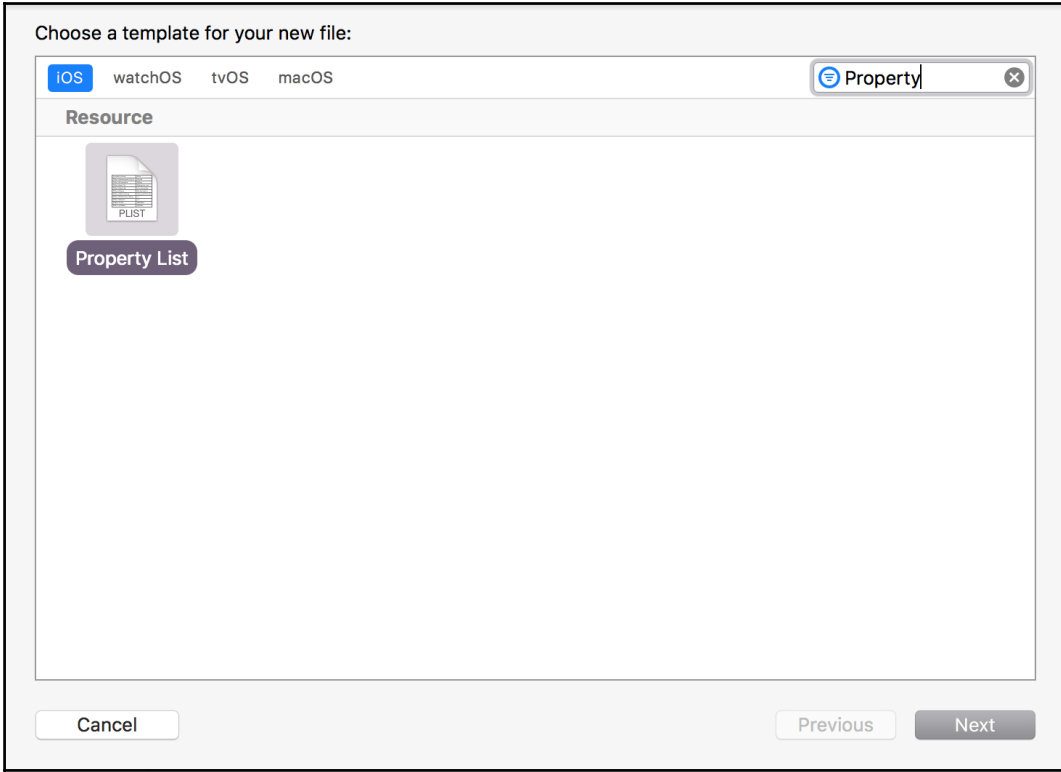 Choose a template for your new file:
iOS watchOS tvOS macOS Property
Resource
PLIST
Property List
Cancel Previous Next